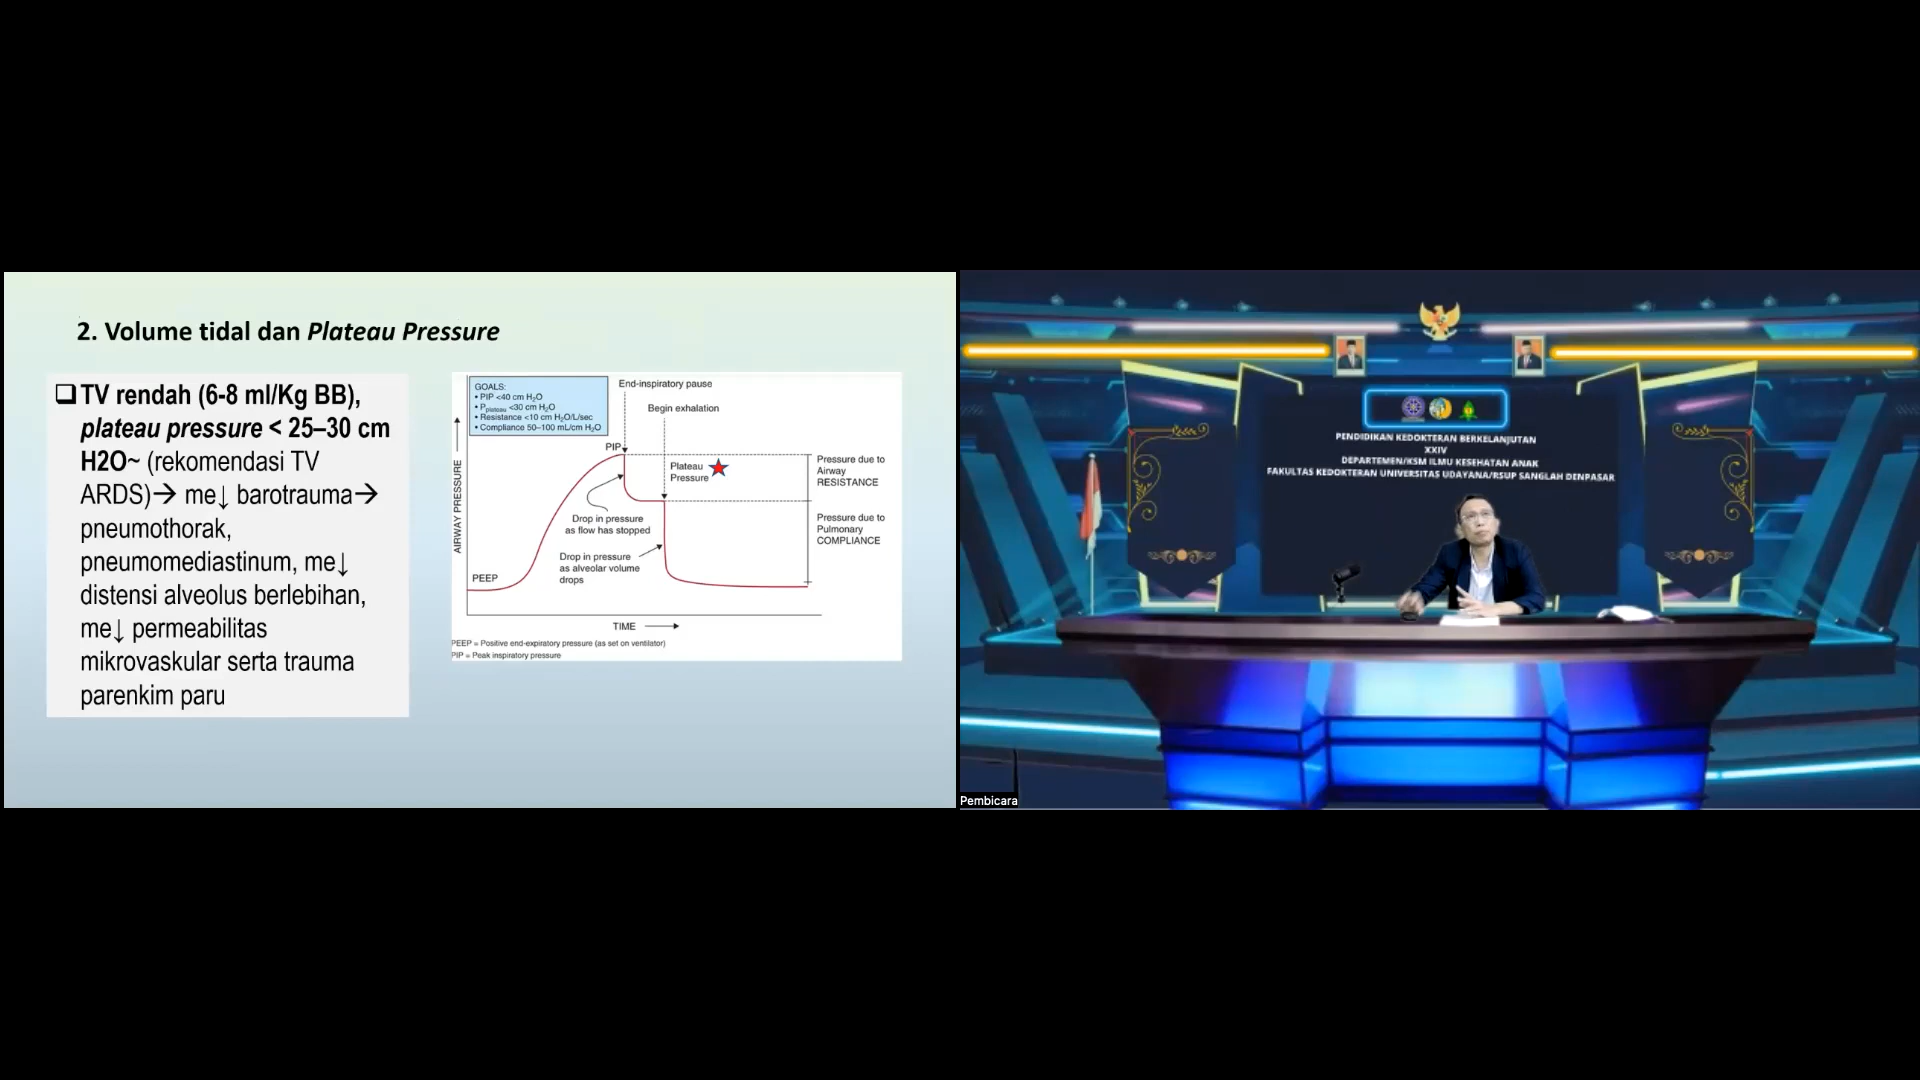 2. Volume tidal dan Plateau Pressure
❑TV rendah (6-8 ml/Kg BB),
plateau pressure < 25–30 cm
H2O~ (rekomendasi TV
ARDS)→ me↓ barotrauma→
pneumothorak,
pneumomediastinum, me↓
distensi alveolus berlebihan,
me↓ permeabilitas
mikrovaskular serta trauma
parenkim paru
GOALS:
• PIP <40 cm H₂O
• Pplateau <30 cm H₂O
• Resistance <10 cm H₂O/L/sec
• Compliance 50–100 mL/cm H₂O
End-inspiratory pause
Begin exhalation
PIP
Plateau
Pressure
Pressure due to
Airway
RESISTANCE
Drop in pressure
as flow has stopped
Pressure due to
Pulmonary
COMPLIANCE
Drop in pressure
as alveolar volume
drops
AIRWAY PRESSURE
PEEP
TIME
PEEP = Positive end-expiratory pressure (as set on ventilator)
PIP = Peak inspiratory pressure
PENDIDIKAN KEDOKTERAN BERKELANJUTAN
XXIV
DEPARTEMEN/KSM ILMU KESEHATAN ANAK
FAKULTAS KEDOKTERAN UNIVERSITAS UDAYANA/RSUP SANGLAH DENPASAR
Pembicara